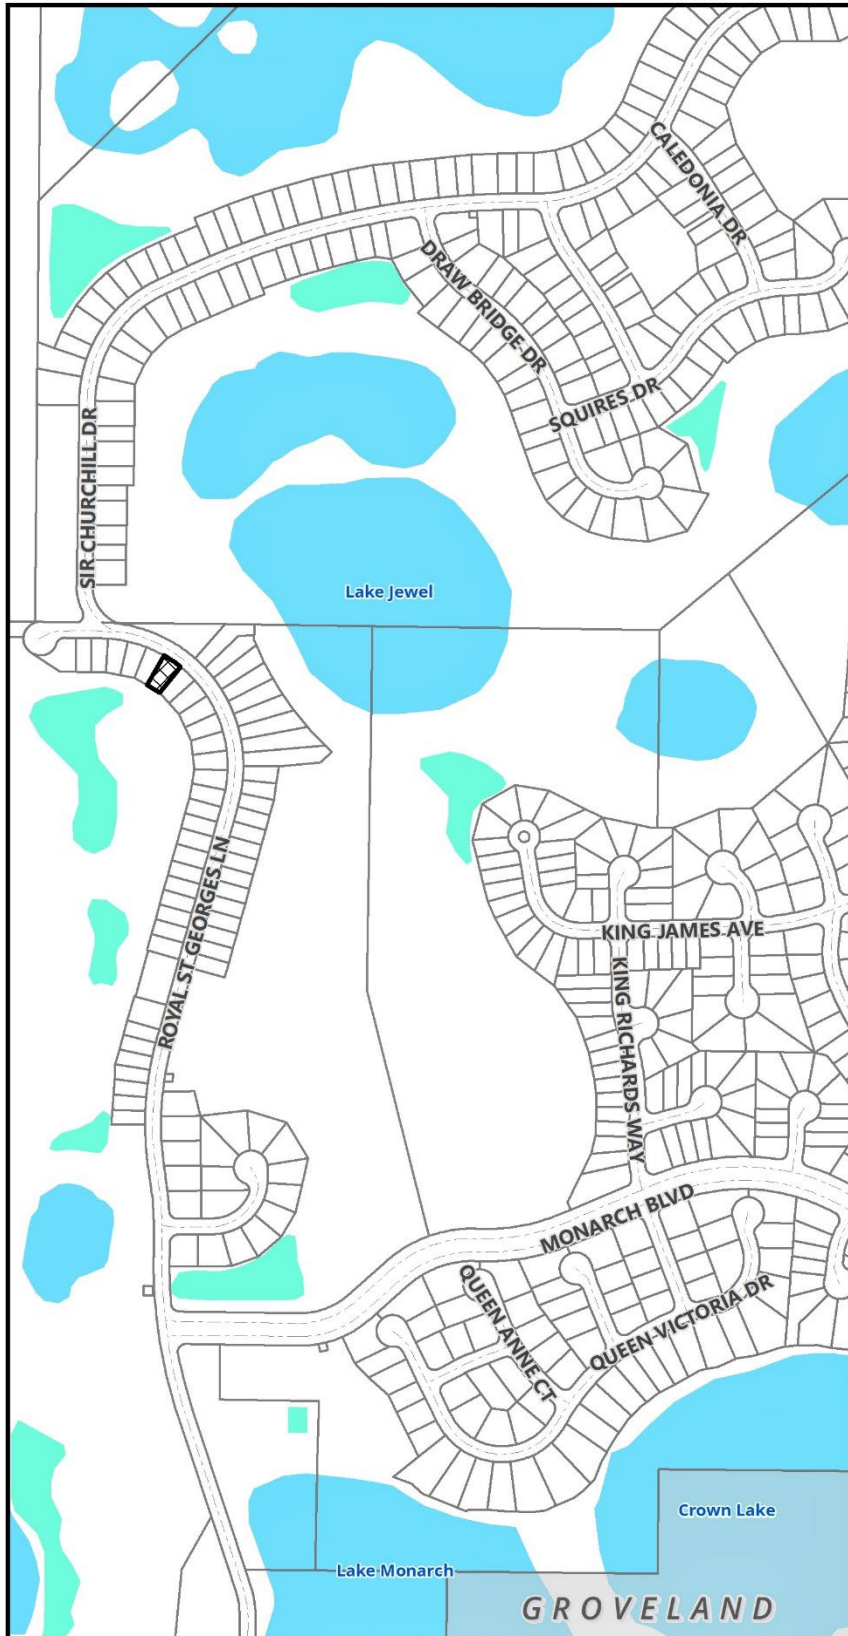 CALEDONIA DR
DRAW BRIDGE DR
SQUIRES DR
SIR CHURCHILL DR
Lake Jewel
ROYAL ST GEORGES LN
KING JAMES AVE
KING RICHARDS WAY
MONARCH BLVD
QUEEN ANNE CT
QUEEN VICTORIA DR
Crown Lake
Lake Monarch
GROVELAND